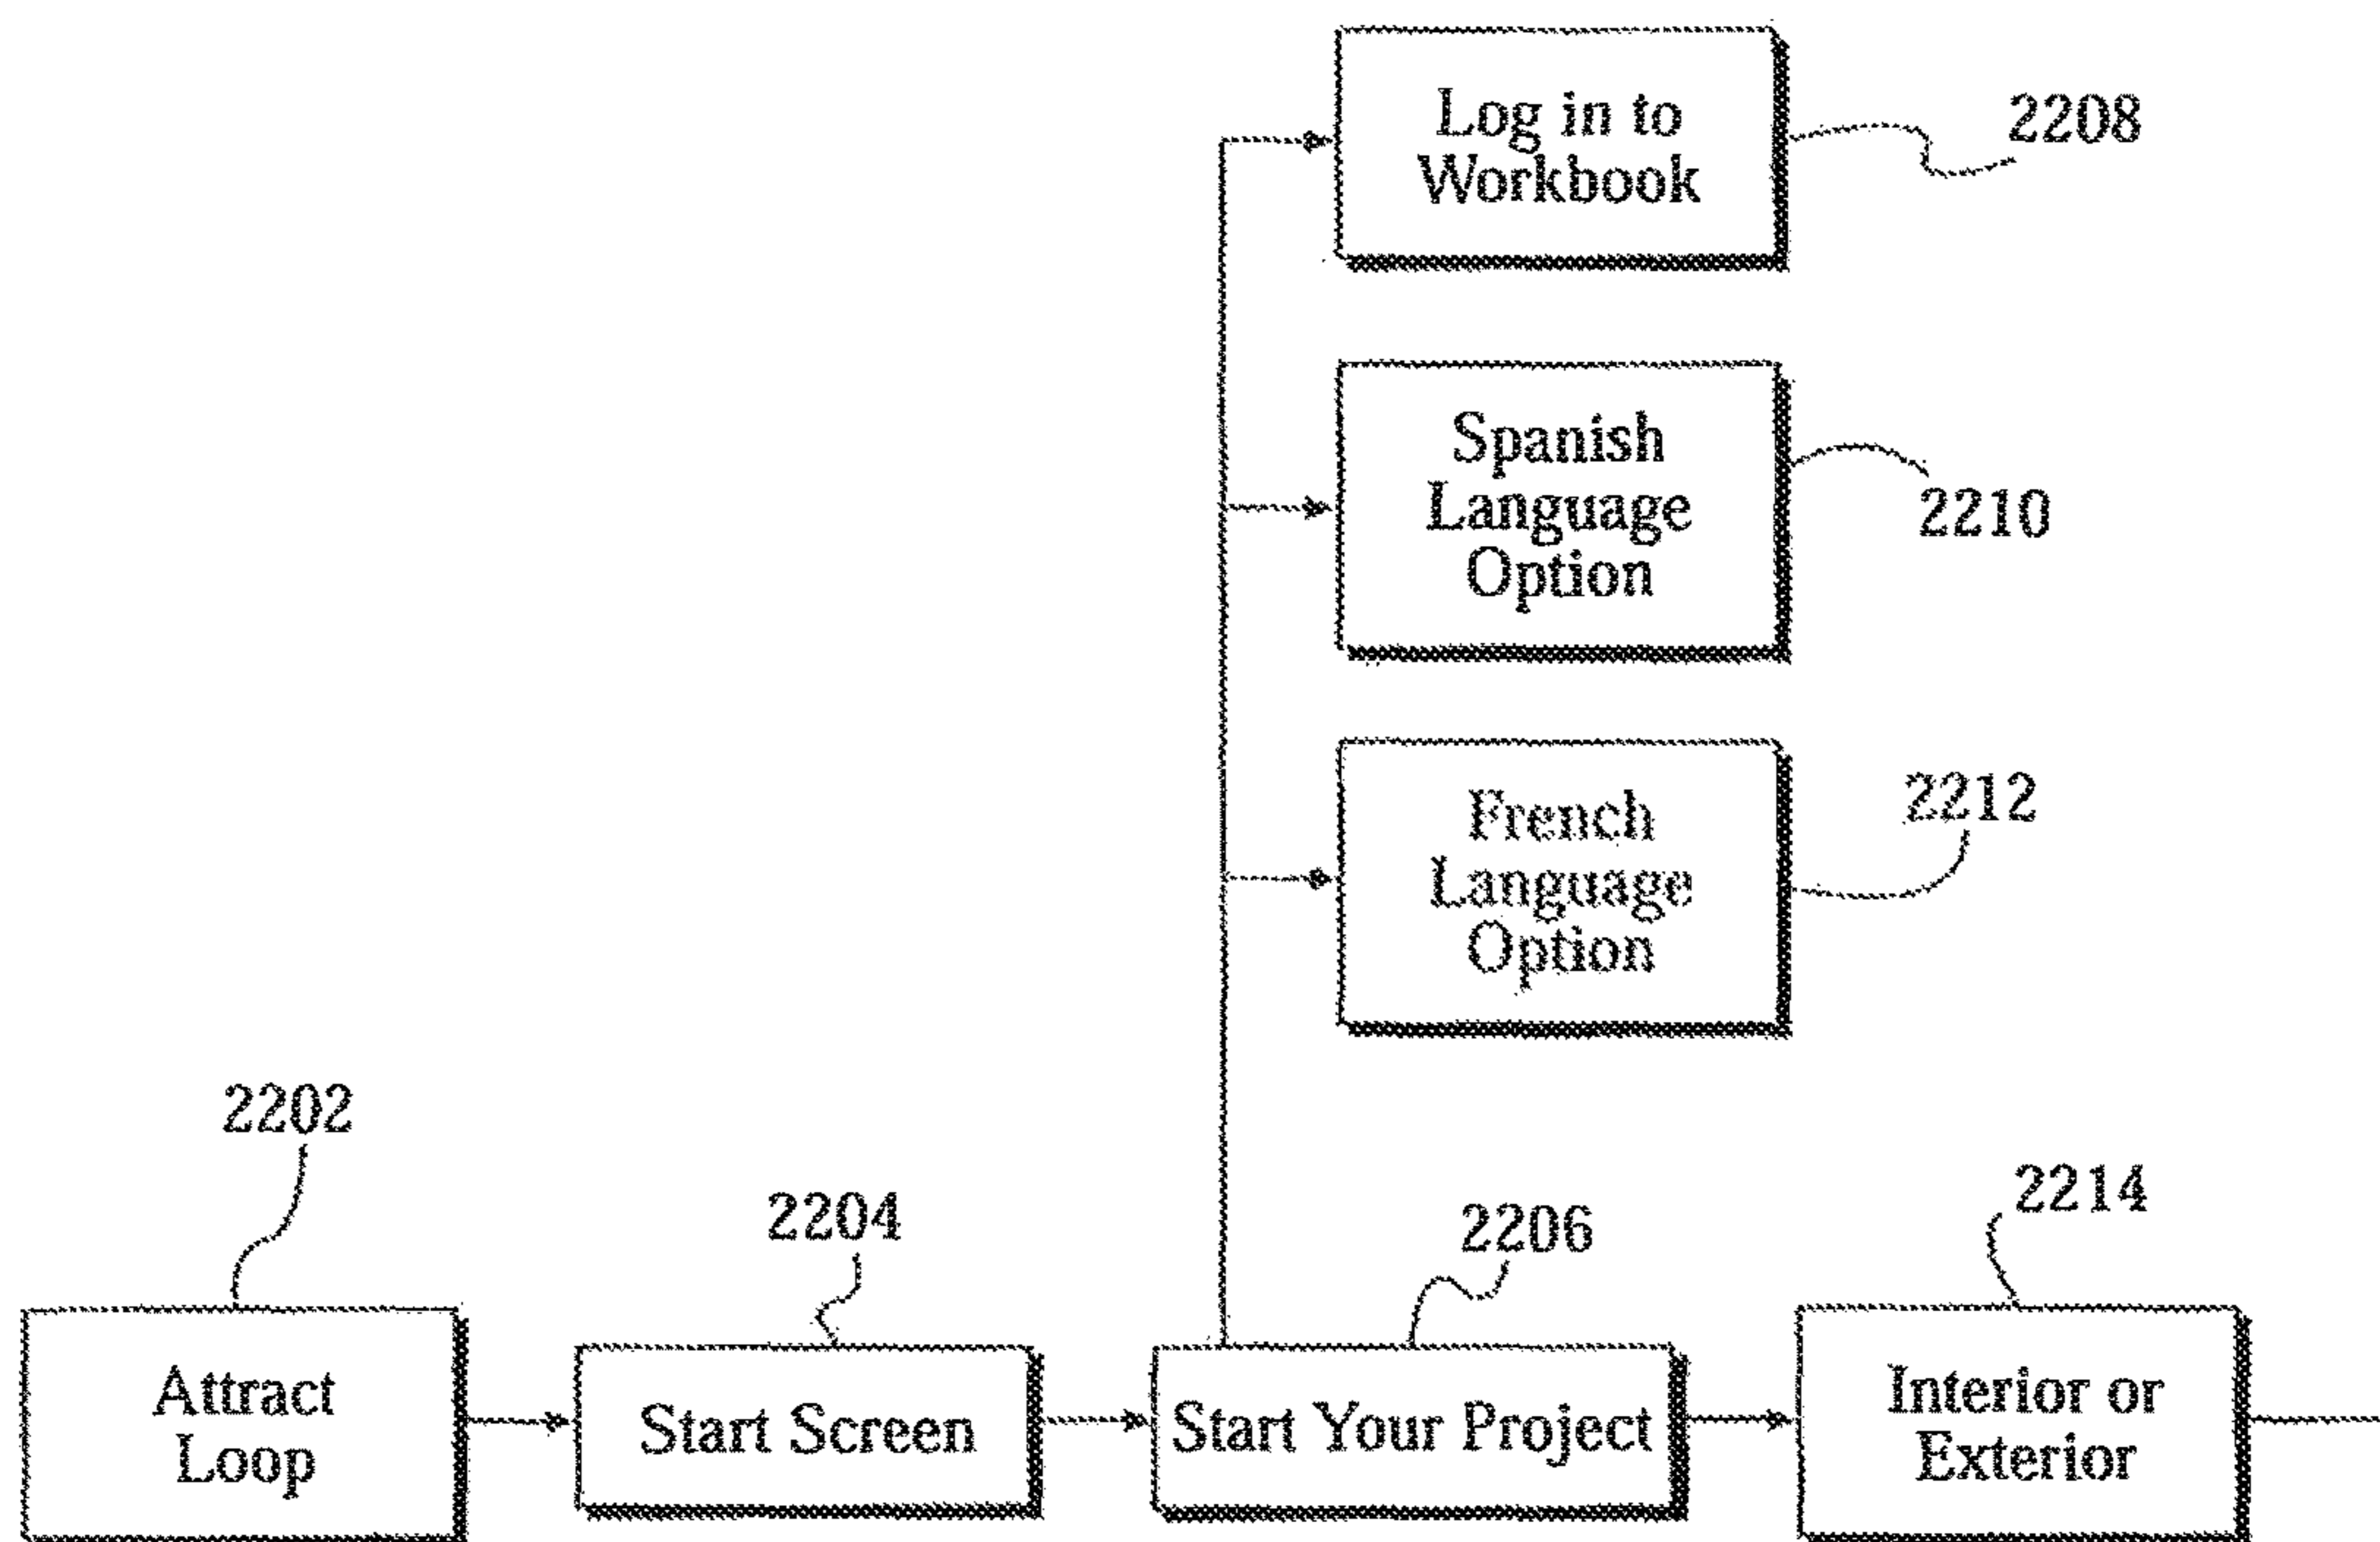 Log in to
Workbook
2208
Spanish
Language
Option
2210
French
Language
Option
2212
2202
2204
2206
2214
Attract
Loop
Start Screen
Start Your Project
Interior or
Exterior